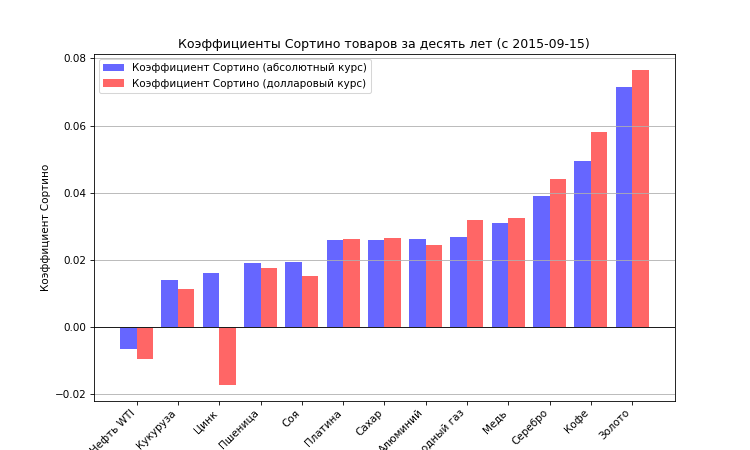 Коэффициенты Сортино товаров за десять лет (с 2015-09-15)
Коэффициент Сортино (абсолютный курс)
Коэффициент Сортино (долларовый курс)
Коэффициент Сортино
0.08
0.06
0.04
0.02
0.00
−0.02
Нефть WTI
Кукуруза
Цинк
Пшеница
Соя
Платина
Сахар
Алюминий
газ
Медь
Серебро
Кофе
Золото